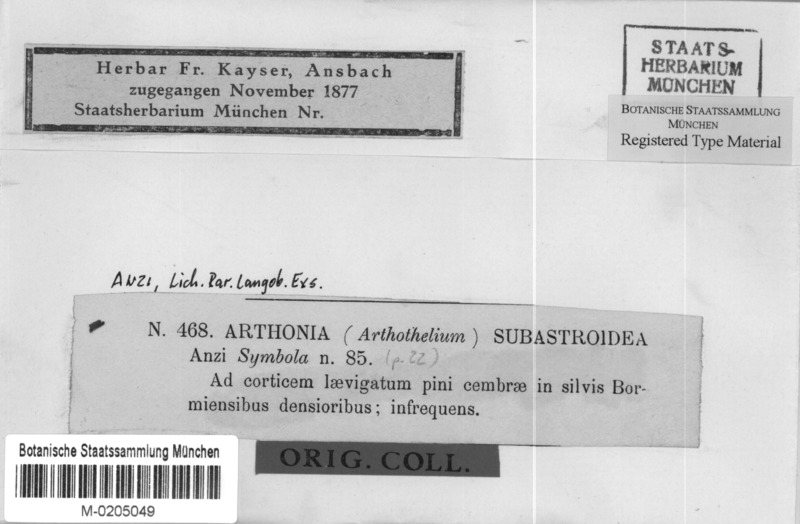 Herbar Fr. Kayser, Ansbach
zugegangen November 1877
Staatsherbarium München Nr.
STAATS-
HERBARIUM
MÜNCHEN
BOTANISCHE STAATSSAMMLUNG
MÜNCHEN
Registered Type Material
ANZI, Lich. Rar. Langob. Exs.
N. 468. ARTHONIA (Arthothelium) SUBASTROIDEA
Anzi Symbola n. 85. (p. 22)
Ad corticem lævigatum pini cembræ in silvis Bor-
miensibus densioribus; infrequens.
ORIG. COLL.
Botanische Staatssammlung München
M-0205049